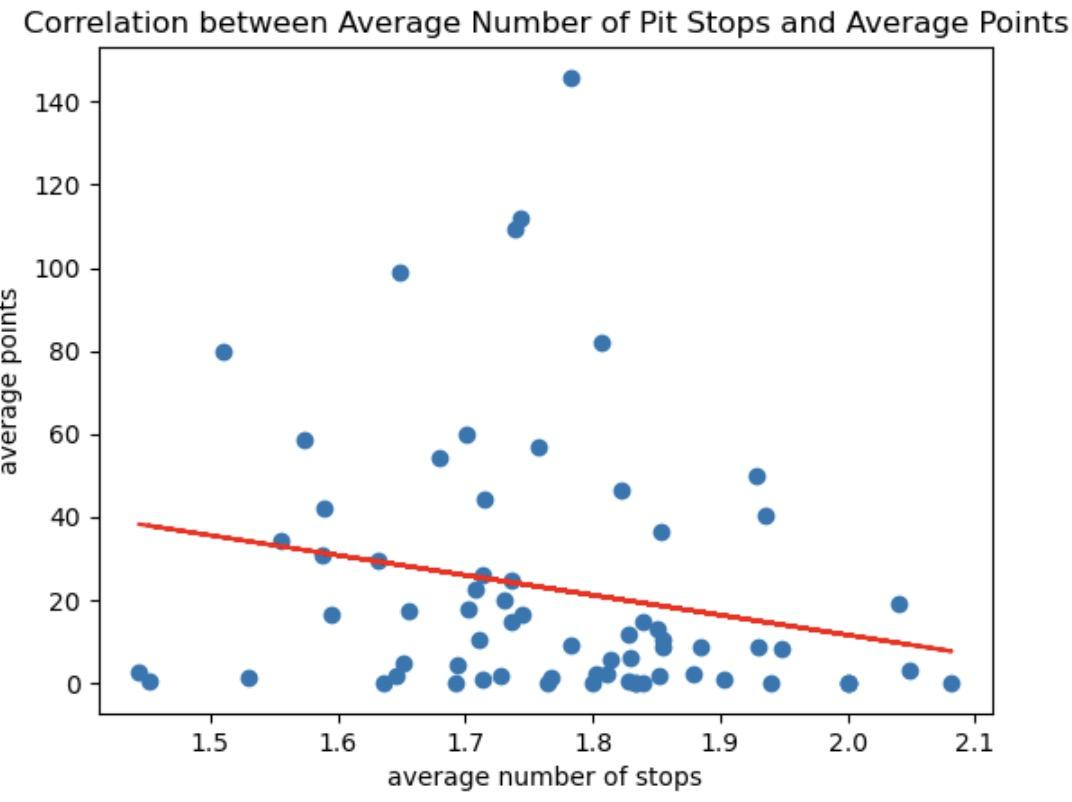 Correlation between Average Number of Pit Stops and Average Points
140
120
100
80
60
40
20
0
average points
1.5 1.6 1.7 1.8 1.9 2.0 2.1
average number of stops